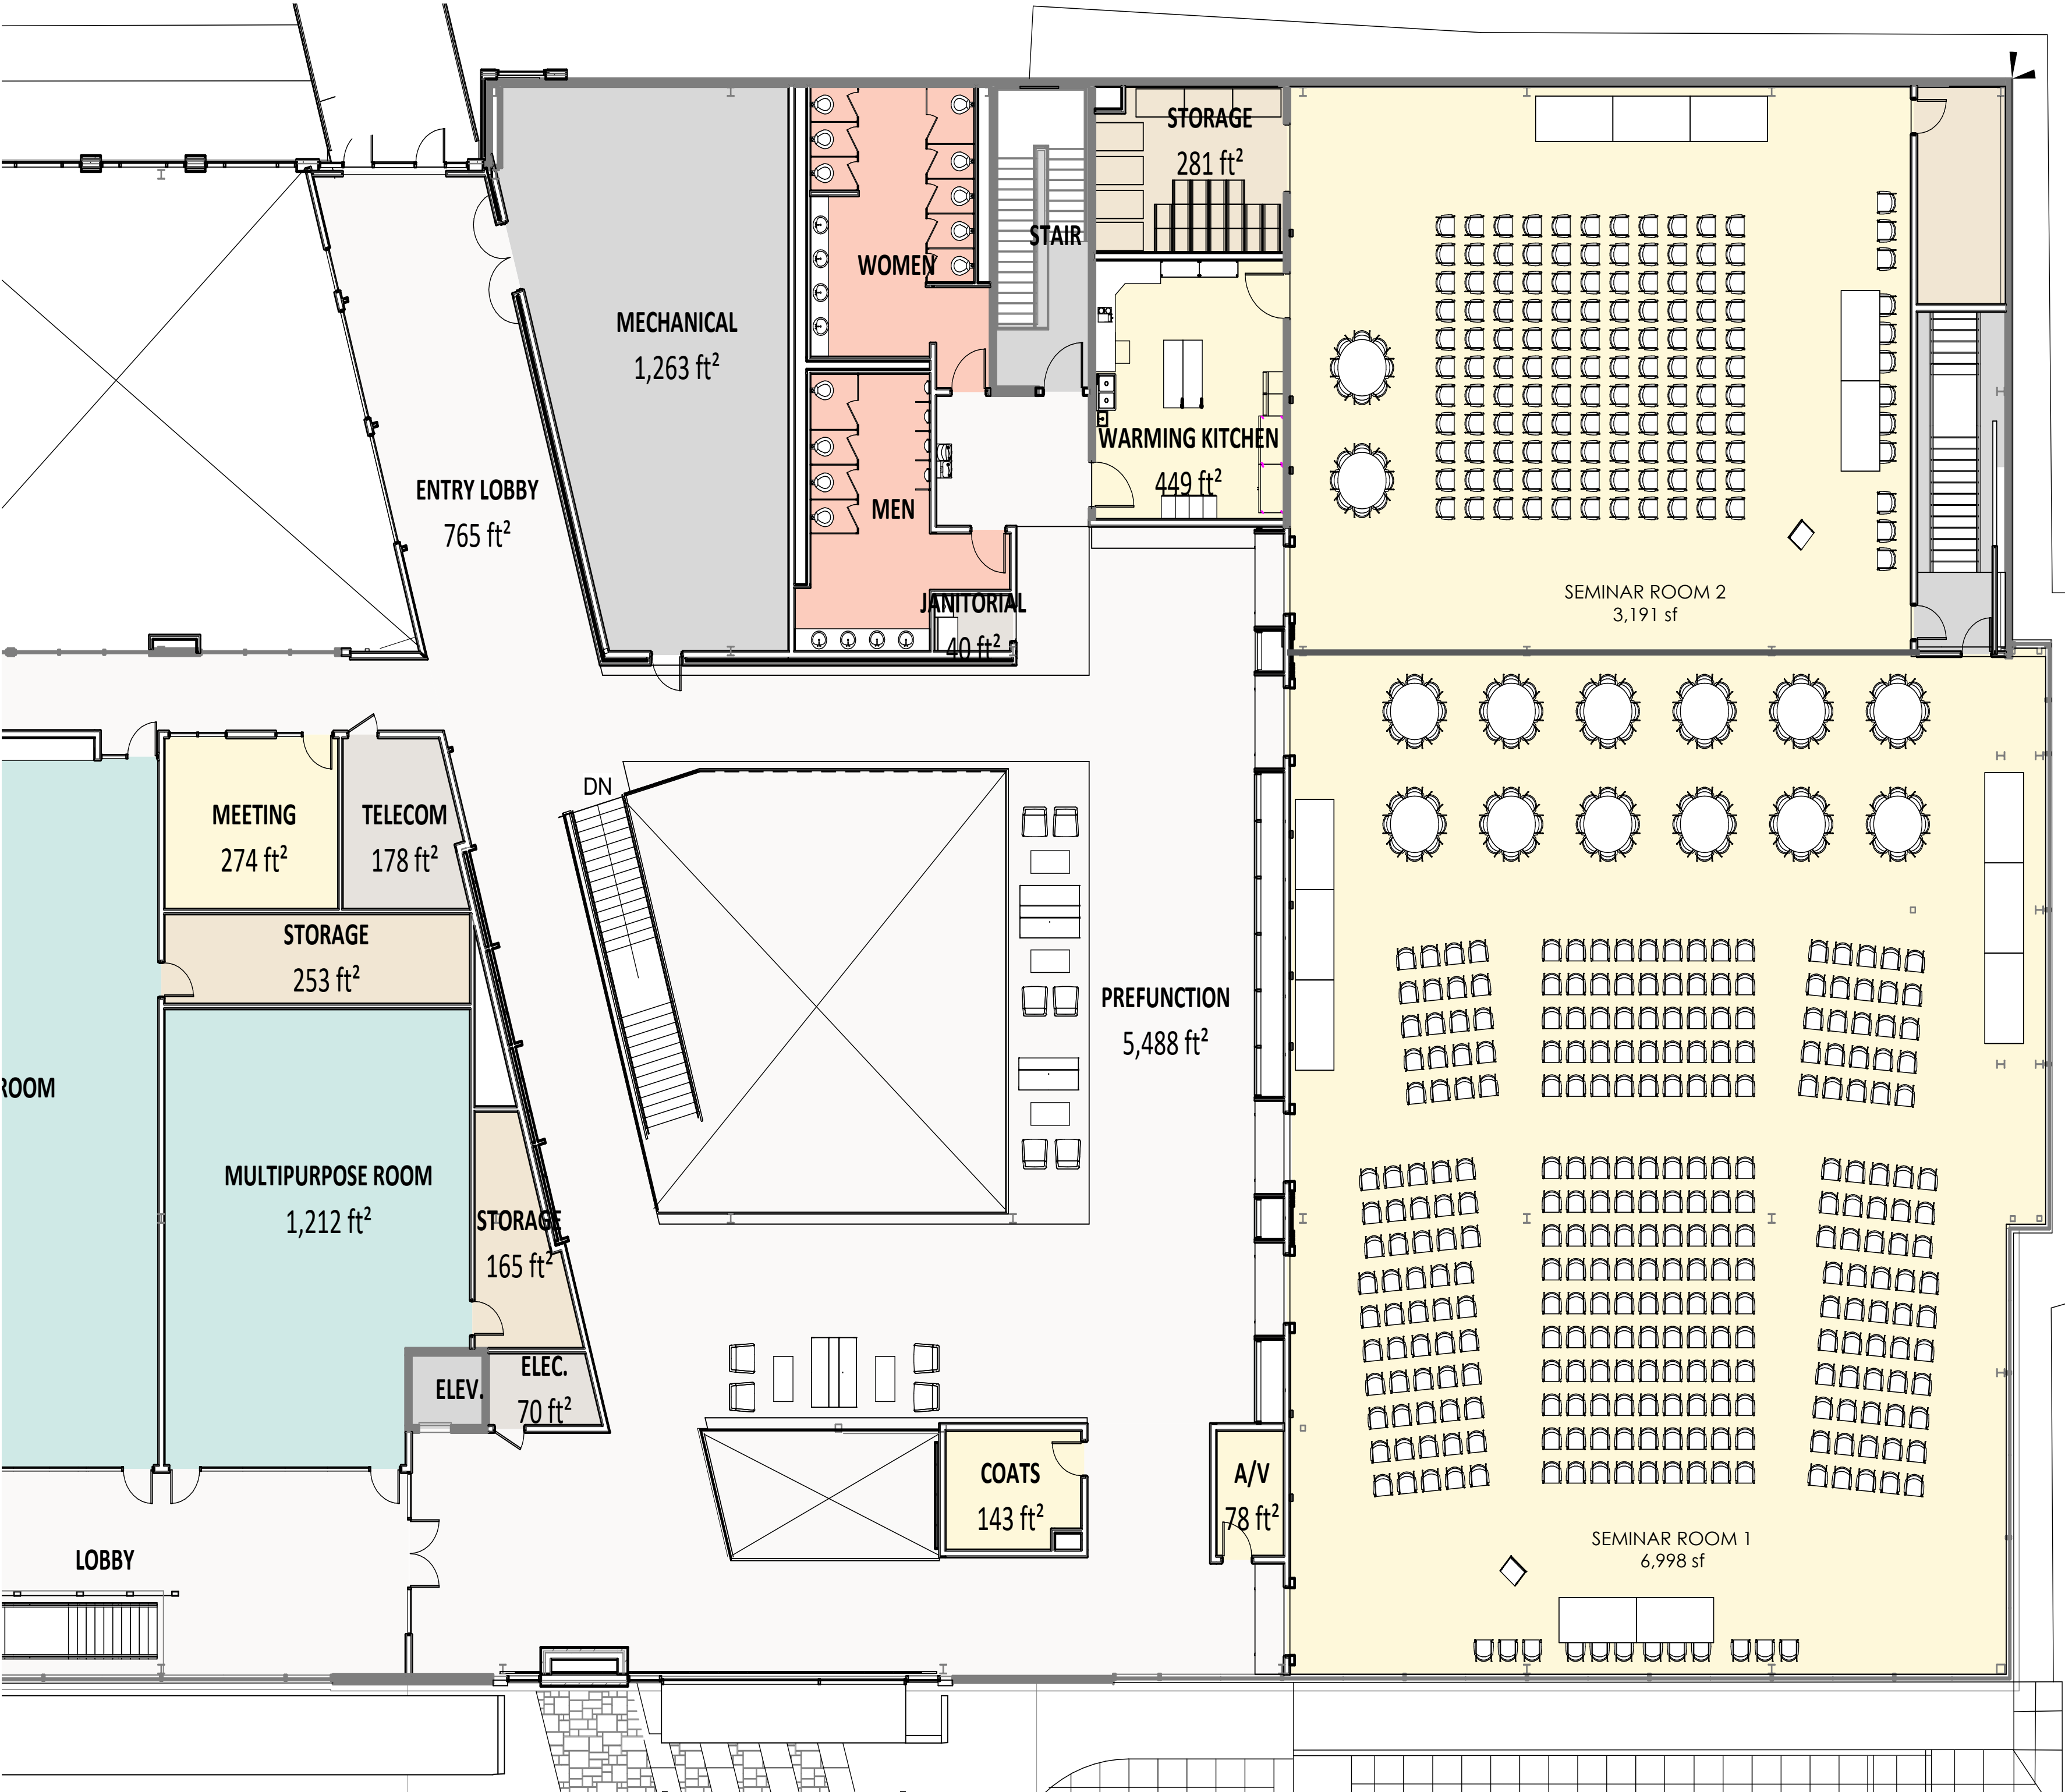 STORAGE
281 ft²
STAIR
WOMEN
MECHANICAL
1,263 ft²
WARMING KITCHEN
449 ft²
ENTRY LOBBY
765 ft²
MEN
JANITORIAL
40 ft²
SEMINAR ROOM 2
3,191 sf
DN
MEETING
274 ft²
TELECOM
178 ft²
STORAGE
253 ft²
PREFUNCTION
5,488 ft²
ROOM
MULTIPURPOSE ROOM
1,212 ft²
STORAGE
165 ft²
ELEV.
ELEC.
70 ft²
COATS
143 ft²
A/V
78 ft²
LOBBY
SEMINAR ROOM 1
6,998 sf